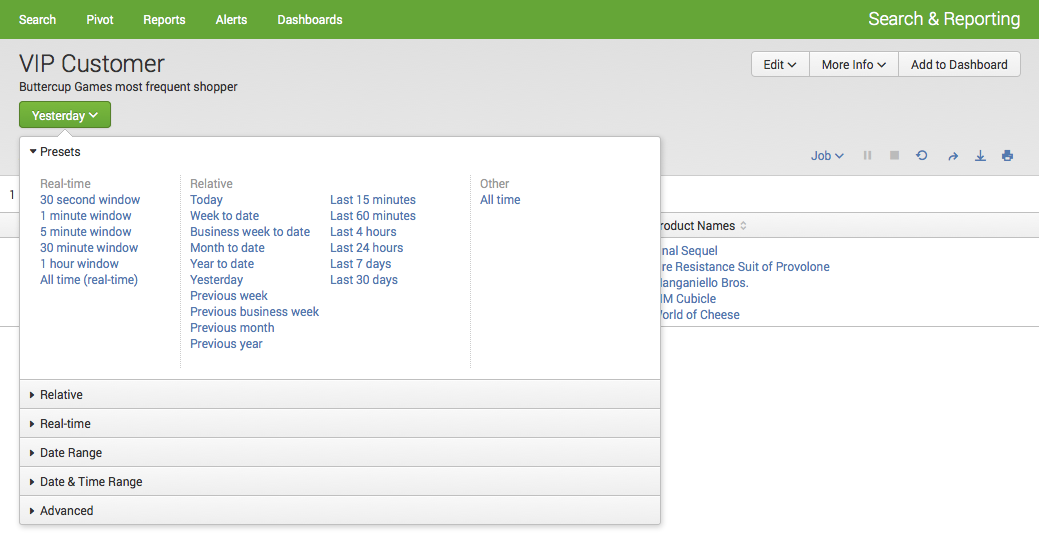 Search Pivot Reports Alerts Dashboards Search & Reporting
VIP Customer
Edit More Info Add to Dashboard
Buttercup Games most frequent shopper
Yesterday
Presets
Job
Real-time
30 second window
1 minute window
5 minute window
30 minute window
1 hour window
All time (real-time)
Relative
Today
Week to date
Business week to date
Month to date
Year to date
Yesterday
Previous week
Previous business week
Previous month
Previous year
Last 15 minutes
Last 60 minutes
Last 4 hours
Last 24 hours
Last 7 days
Last 30 days
Other
All time
1
roduct Names
nal Sequel
re Resistance Suit of Provolone
anganiello Bros.
IM Cubicle
orld of Cheese
Relative
Real-time
Date Range
Date & Time Range
Advanced